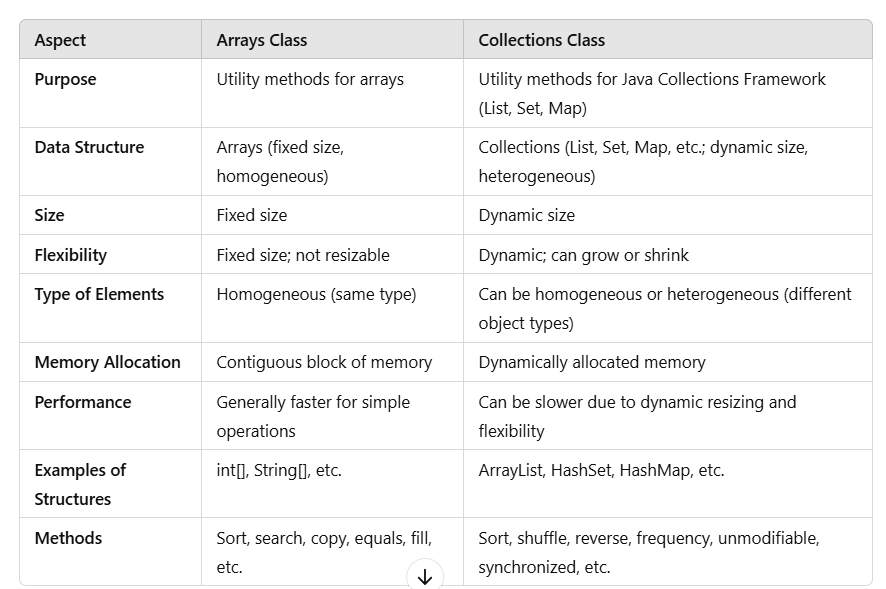 Aspect Arrays Class Collections Class
Purpose Utility methods for arrays Utility methods for Java Collections Framework
(List, Set, Map)
Data Structure Arrays (fixed size, Collections (List, Set, Map, etc.; dynamic size,
homogeneous) heterogeneous)
Size Fixed size Dynamic size
Flexibility Fixed size; not resizable Dynamic; can grow or shrink
Type of Elements Homogeneous (same type) Can be homogeneous or heterogeneous (different
object types)
Memory Allocation Contiguous block of memory Dynamically allocated memory
Performance Generally faster for simple Can be slower due to dynamic resizing and
operations flexibility
Examples of int[], String[], etc. ArrayList, HashSet, HashMap, etc.
Structures
Methods Sort, search, copy, equals, fill, Sort, shuffle, reverse, frequency, unmodifiable,
etc. synchronized, etc.